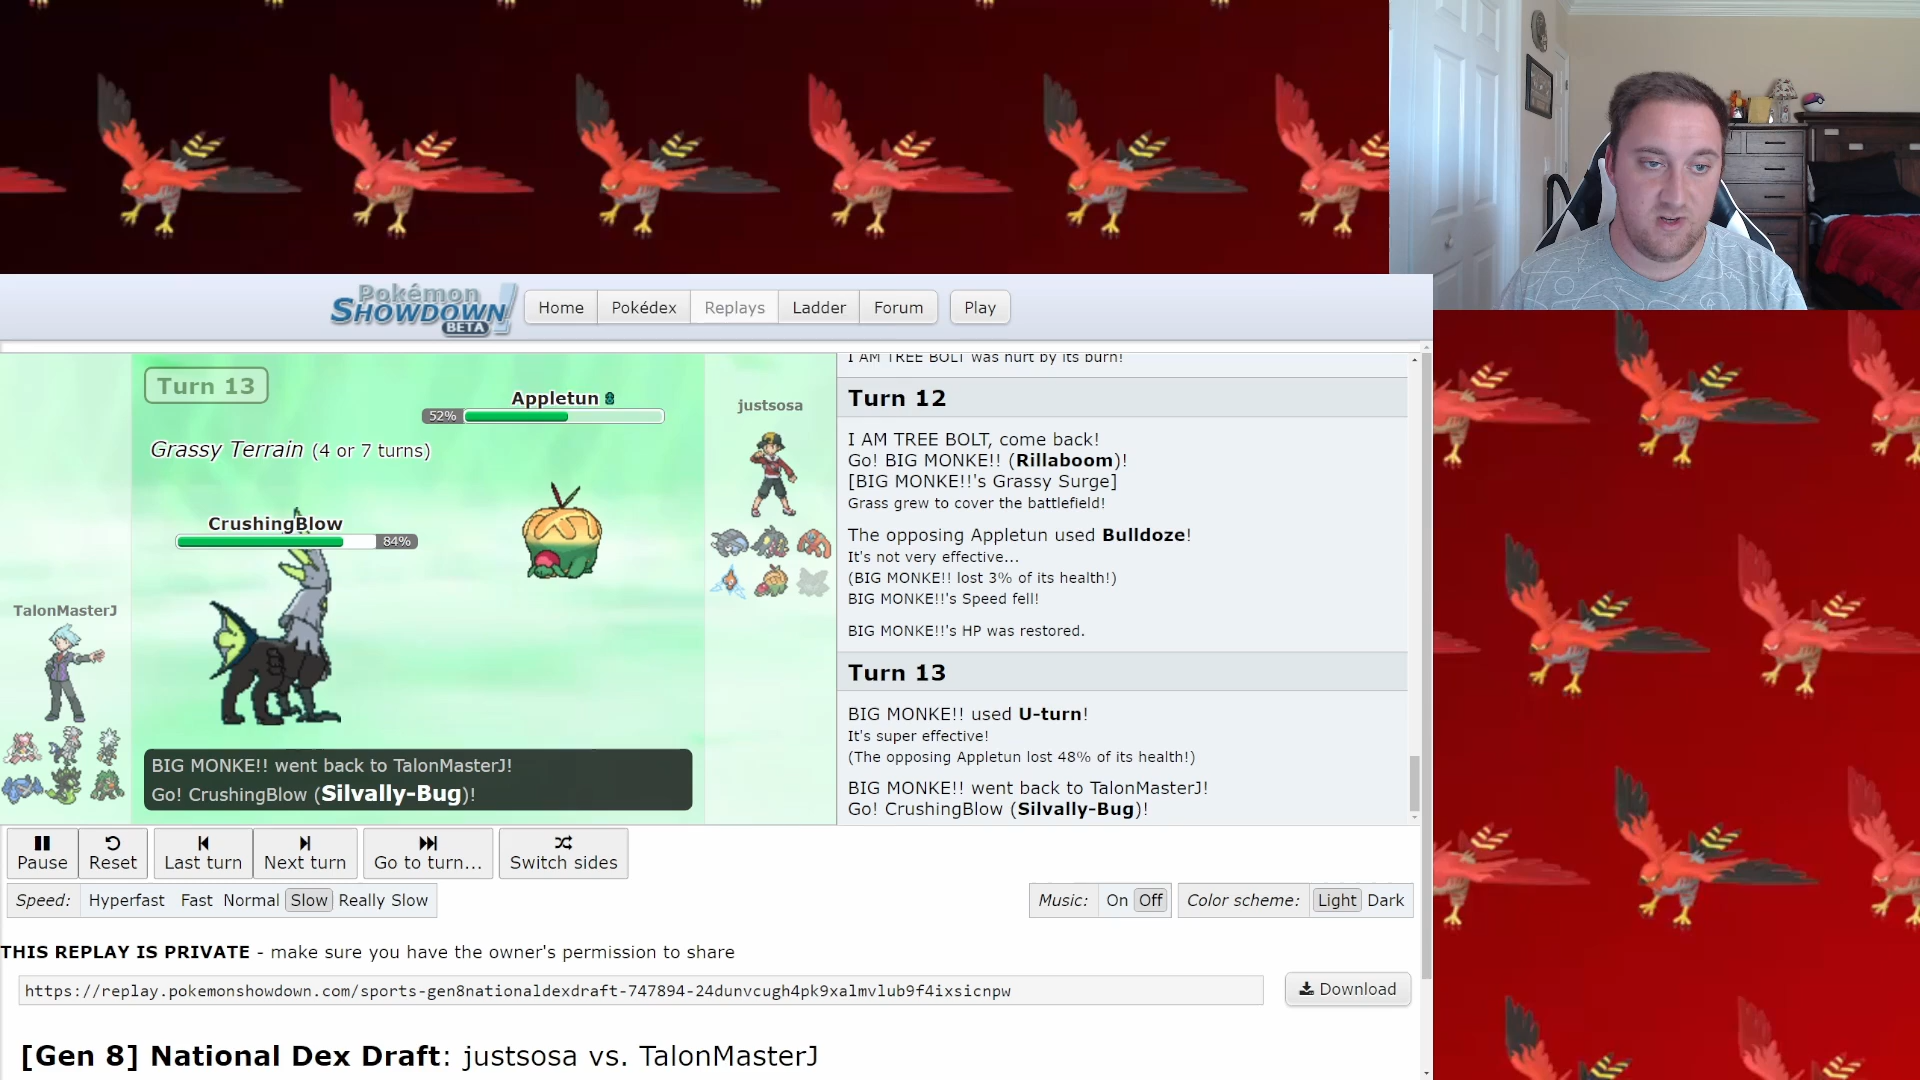 Pokémon
SHOWDOWN
BETA
Home
Pokédex
Replays
Ladder
Forum
Play
Turn 13
Appletun
52%
Grassy Terrain (4 or 7 turns)
CrushingBlow
84%
justsosa
TalonMasterJ
BIG MONKE!! went back to TalonMasterJ!
Go! CrushingBlow (Silvally-Bug)!
I AM TREE BOLT was hurt by its burn!
Turn 12
I AM TREE BOLT, come back!
Go! BIG MONKE!! (Rillaboom)!
[BIG MONKE!!'s Grassy Surge]
Grass grew to cover the battlefield!
The opposing Appletun used Bulldoze!
It's not very effective...
(BIG MONKE!! lost 3% of its health!)
BIG MONKE!!'s Speed fell!
BIG MONKE!!'s HP was restored.
Turn 13
BIG MONKE!! used U-turn!
It's super effective!
(The opposing Appletun lost 48% of its health!)
BIG MONKE!! went back to TalonMasterJ!
Go! CrushingBlow (Silvally-Bug)!
Pause
Reset
Last turn
Next turn
Go to turn...
Switch sides
Speed: Hyperfast Fast Normal Slow Really Slow
Music: On Off
Color scheme: Light Dark
THIS REPLAY IS PRIVATE - make sure you have the owner's permission to share
https://replay.pokemonshowdown.com/sports-gen8nationaldexdraft-747894-24dunvcugh4pk9xalmvlub9f4ixsicnpw
Download
[Gen 8] National Dex Draft: justsosa vs. TalonMasterJ